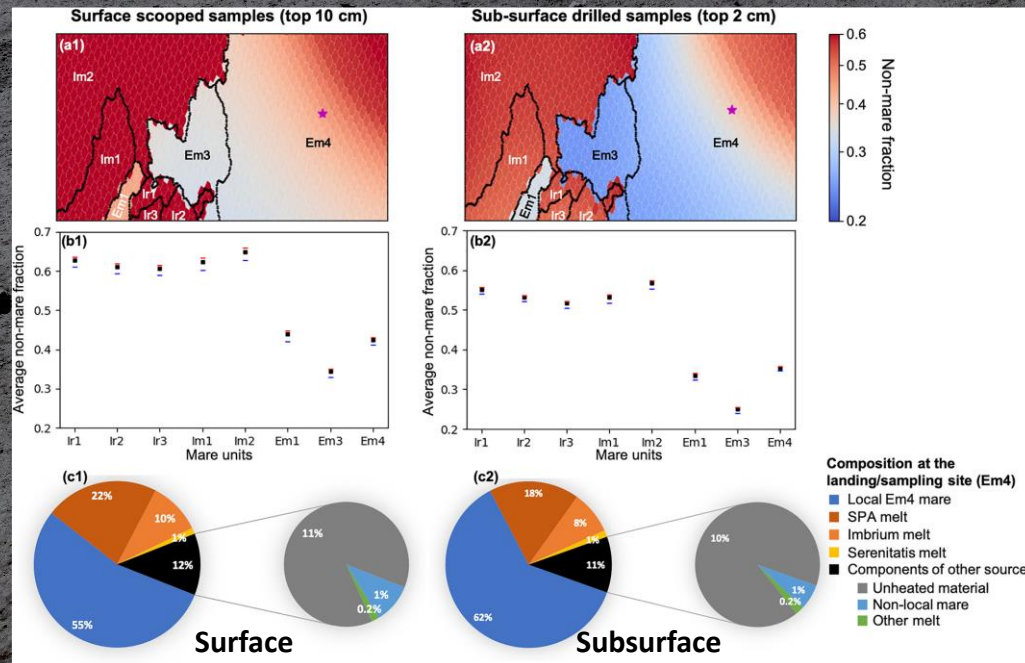 Surface scooped samples (top 10 cm)
Sub-surface drilled samples (top 2 cm)
(a1)
Im2
Im1
Em1
Ir1
Ir3
Ir2
Em3
Em4
(a2)
Im2
Im1
Em1
Ir1
Ir3
Ir2
Em3
Em4
0.6
0.5
0.4
0.3
0.2
Non-mare fraction
(b1)
0.7
0.6
0.5
0.4
0.3
0.2
Average non-mare fraction
Ir1 Ir2 Ir3 Im1 Im2 Em1 Em3 Em4
Mare units
(b2)
0.7
0.6
0.5
0.4
0.3
0.2
Average non-mare fraction
Ir1 Ir2 Ir3 Im1 Im2 Em1 Em3 Em4
Mare units
(c1)
22%
10%
1%
12%
55%
11%
1%
0.2%
Surface
(c2)
18%
8%
1%
11%
62%
10%
1%
0.2%
Subsurface
Composition at the
landing/sampling site (Em4)
Local Em4 mare
SPA melt
Imbrium melt
Serenitatis melt
Components of other source
Unheated material
Non-local mare
Other melt